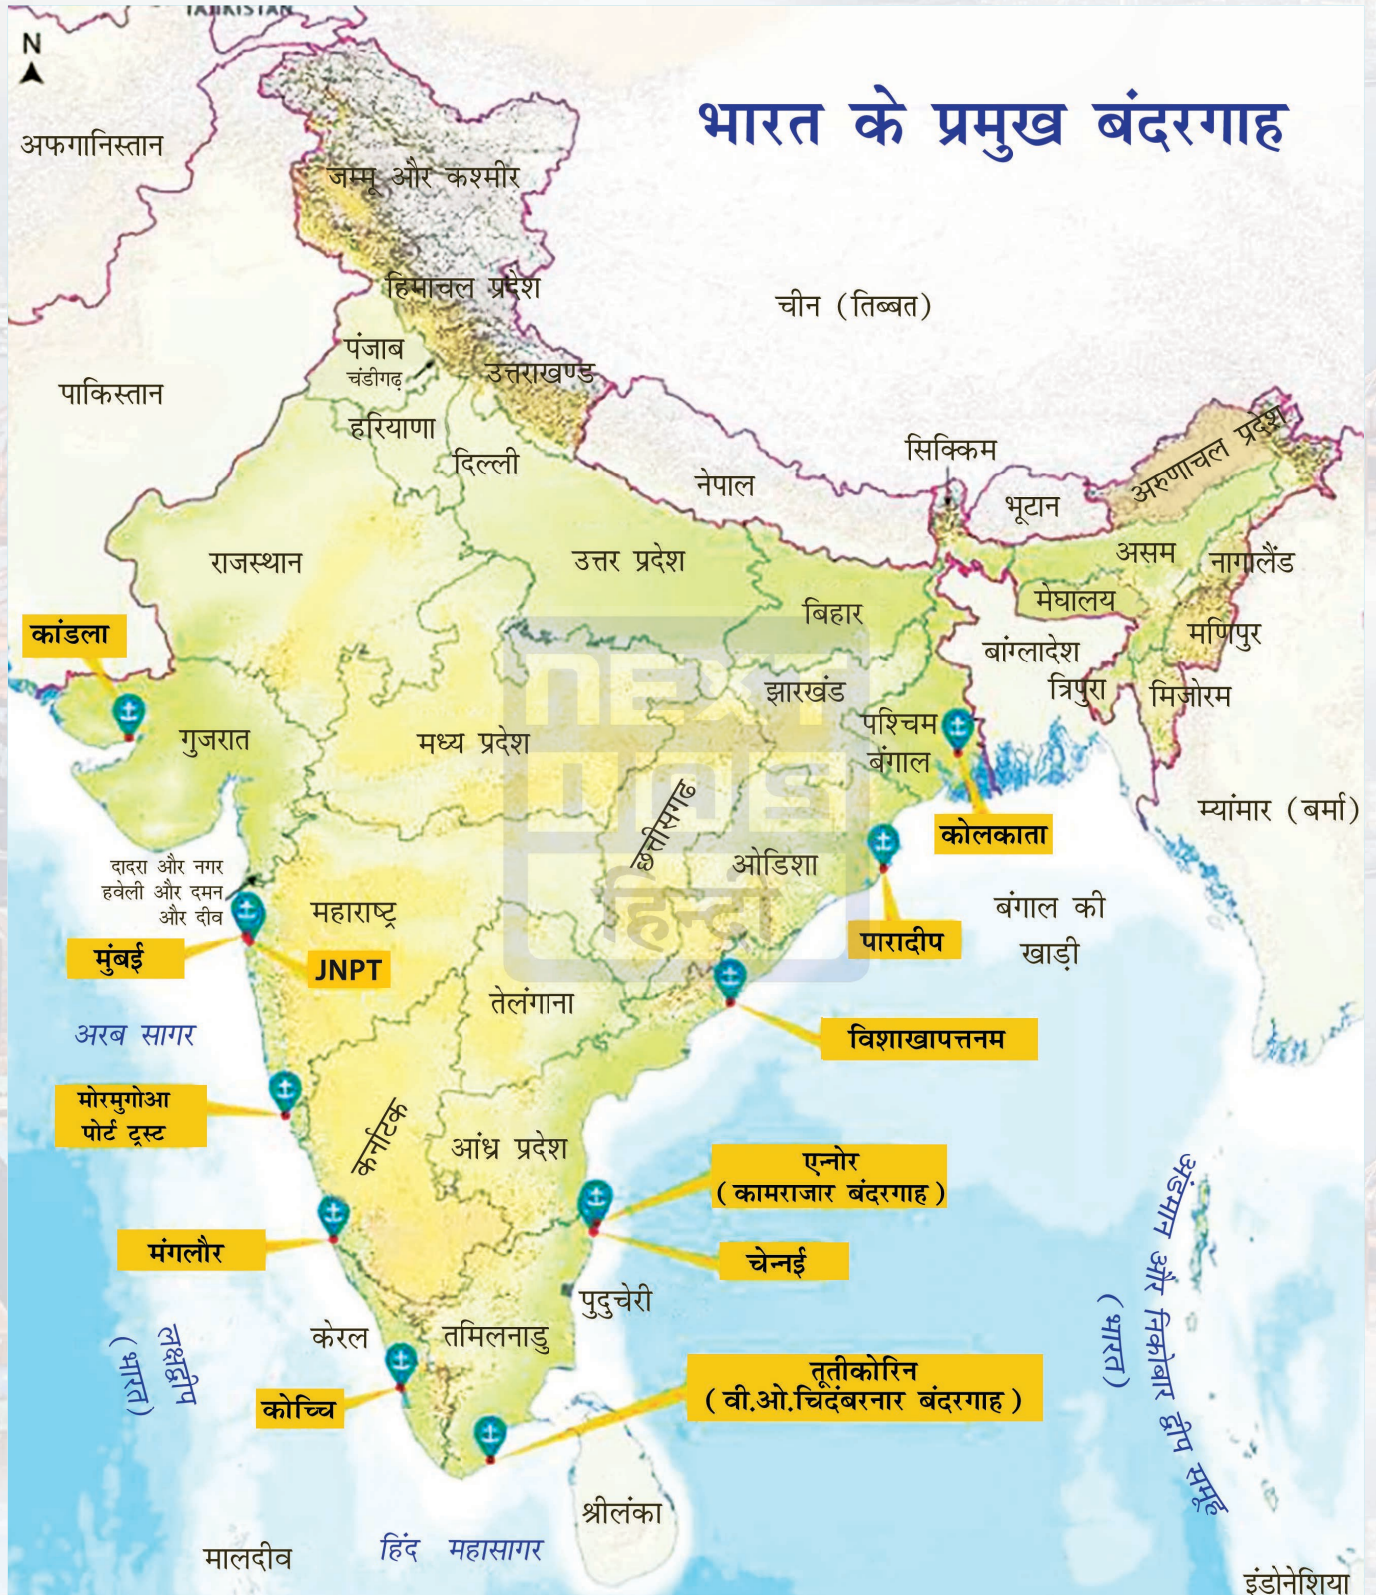 TAJIKISTAN
N
भारत के प्रमुख बंदरगाह
अफगानिस्तान
जम्मू और कश्मीर
हिमाचल प्रदेश
चीन (तिब्बत)
पंजाब
चंडीगढ़
उत्तराखण्ड
पाकिस्तान
हरियाणा
दिल्ली
सिक्किम
अरुणाचल प्रदेश
नेपाल
भूटान
राजस्थान
उत्तर प्रदेश
असम
नागालैंड
बिहार
मेघालय
कांडला
मणिपुर
बांग्लादेश
त्रिपुरा
मिजोरम
झारखंड
NEXT
IAS
हिन्दी
गुजरात
मध्य प्रदेश
पश्चिम
बंगाल
छत्तीसगढ
म्यांमार (बर्मा)
कोलकाता
दादरा और नगर
हवेली और दमन
और दीव
ओडिशा
महाराष्ट्र
बंगाल की
खाड़ी
पारादीप
मुंबई
JNPT
तेलंगाना
अरब सागर
विशाखापत्तनम
मोरमुगोआ
पोर्ट ट्रस्ट
कर्नाटक
आंध्र प्रदेश
एन्नोर
(कामराजार बंदरगाह)
मंगलौर
चेन्नई
पुदुचेरी
अंडमान और निकोबार द्वीप समूह
(भारत)
लक्षद्वीप
(भारत)
केरल
तमिलनाडु
कोच्चि
तूतीकोरिन
(वी.ओ.चिदंबरनार बंदरगाह)
श्रीलंका
मालदीव
हिंद महासागर
इंडोनेशिया